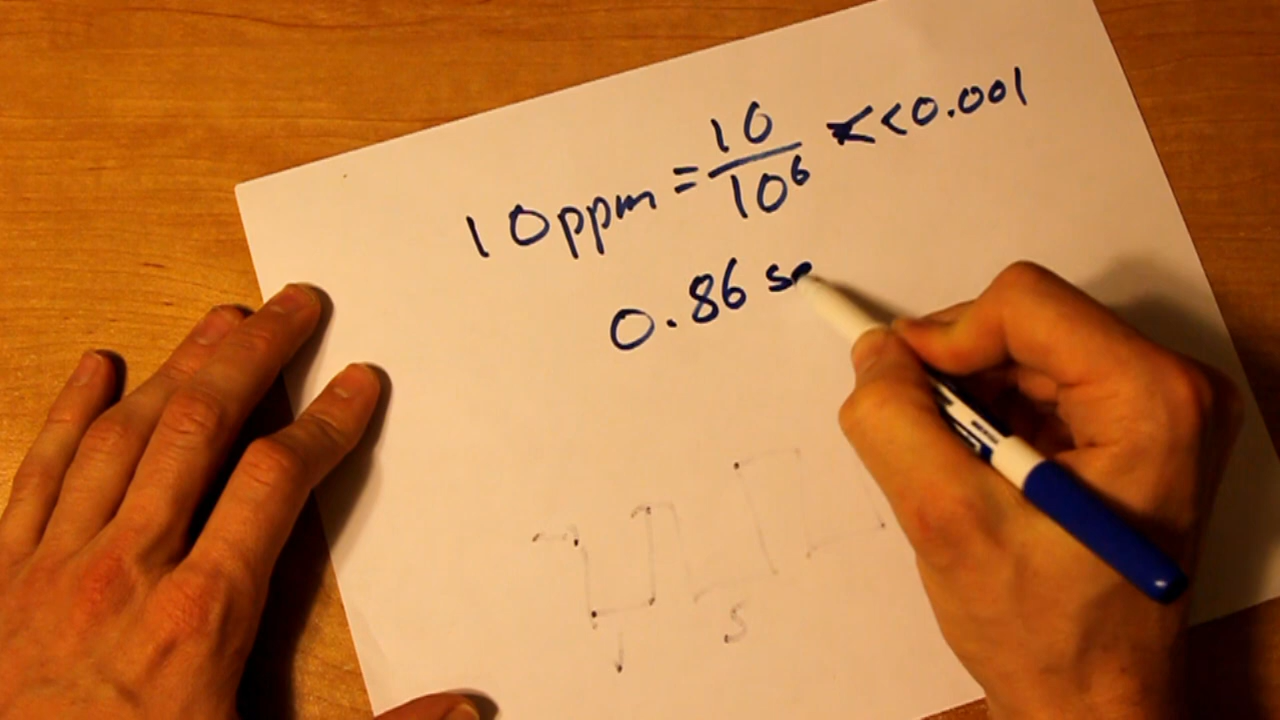 10ppm = 10/10⁶ << 0.001
0.86 se